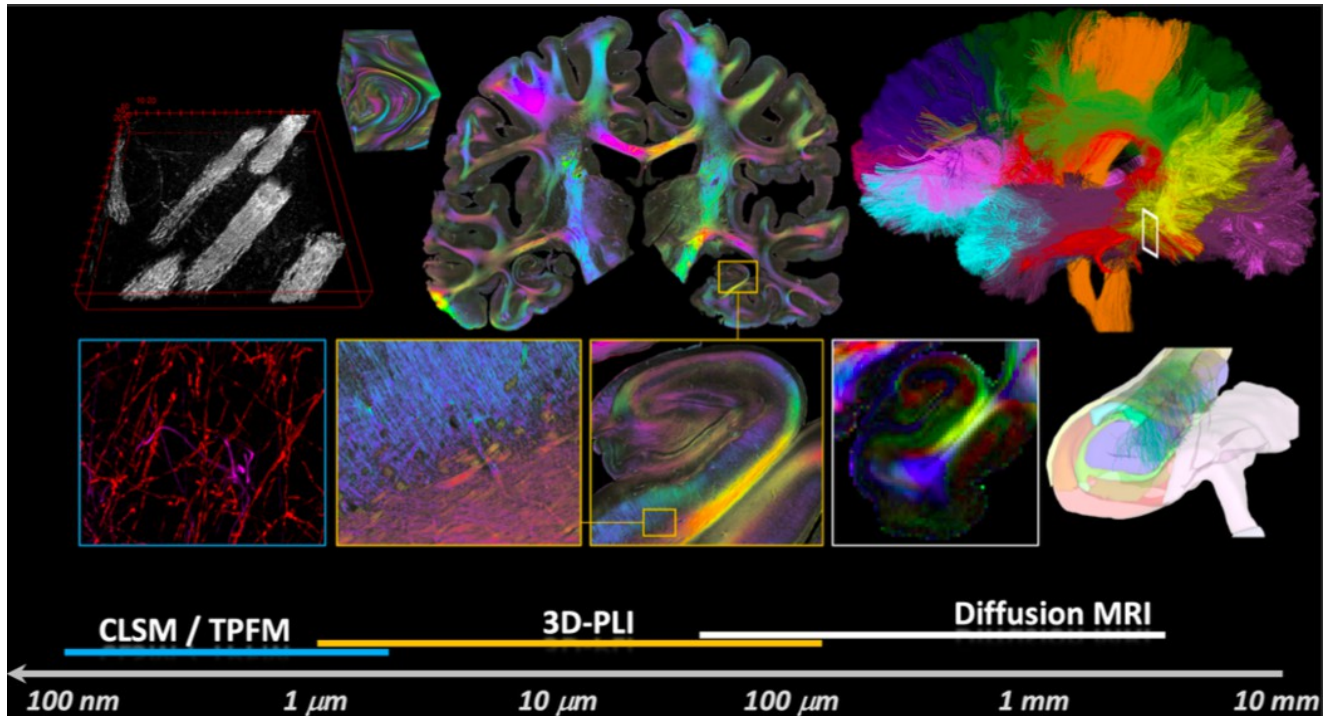 CLSM / TPFM
3D-PLI
Diffusion MRI
100 nm
1 μm
10 μm
100 μm
1 mm
10 mm